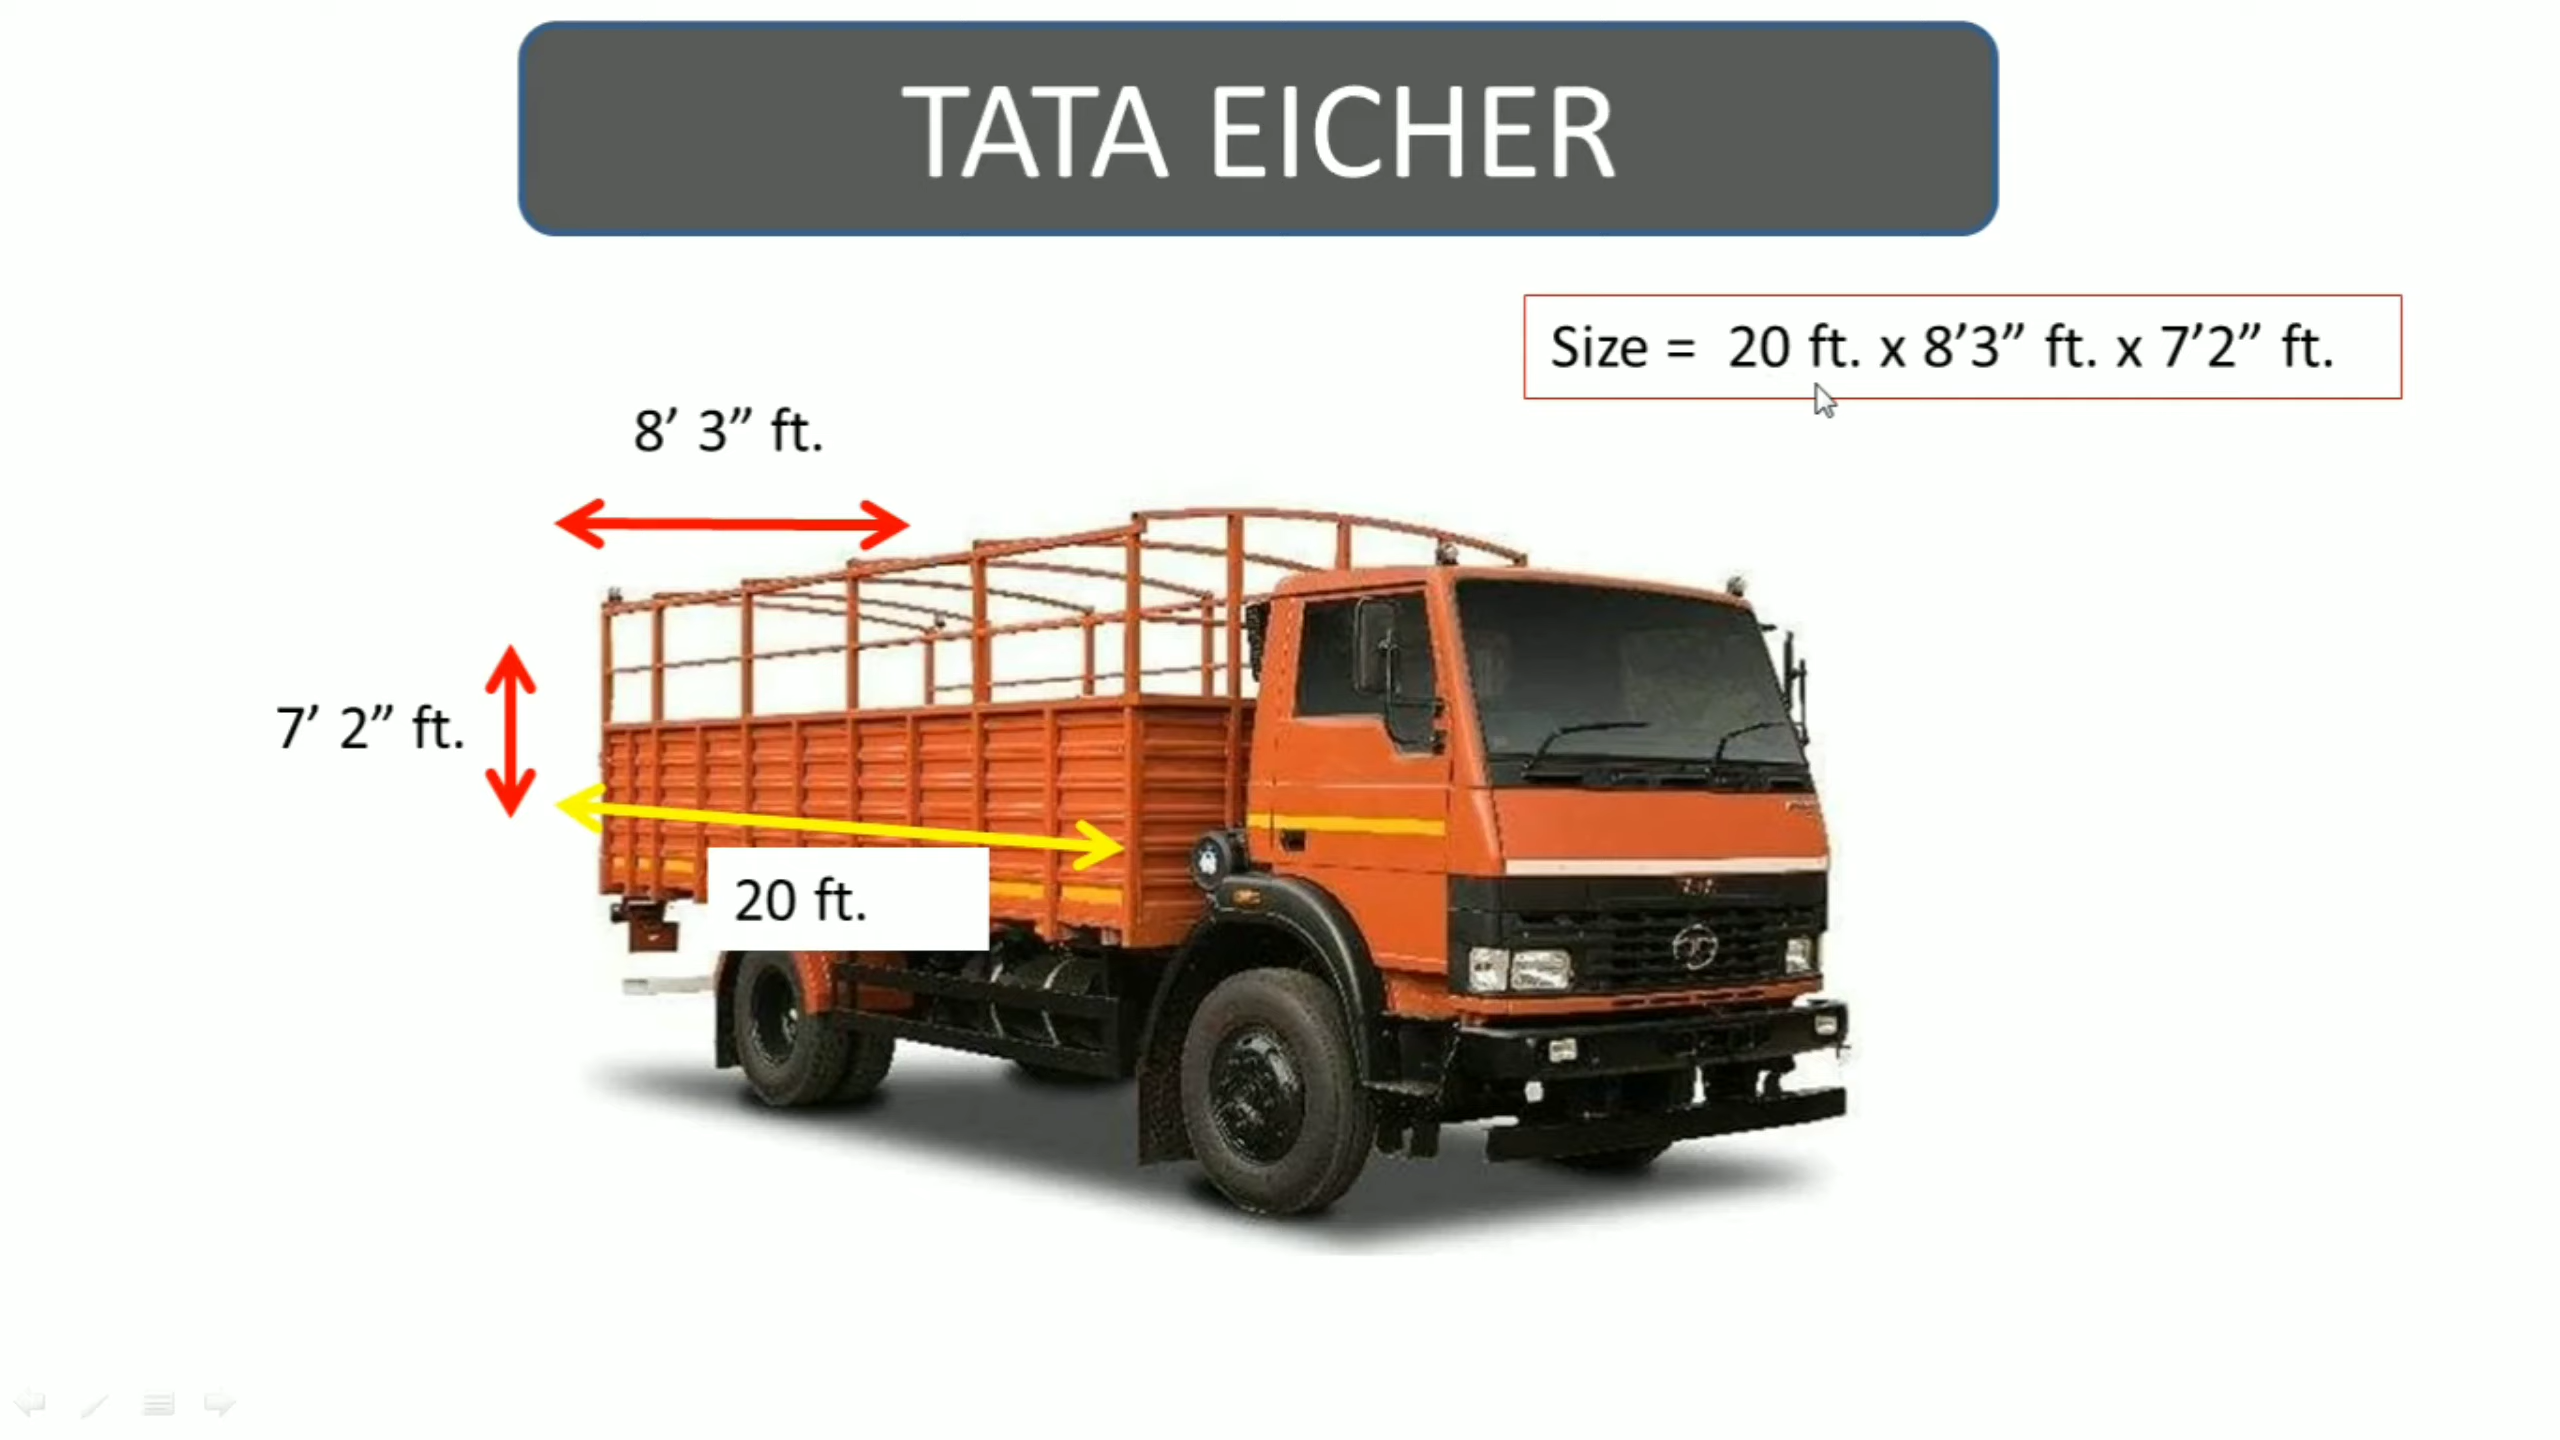 TATA EICHER
Size = 20 ft. x 8’3” ft. x 7’2” ft.
8’ 3” ft.
7’ 2” ft.
20 ft.